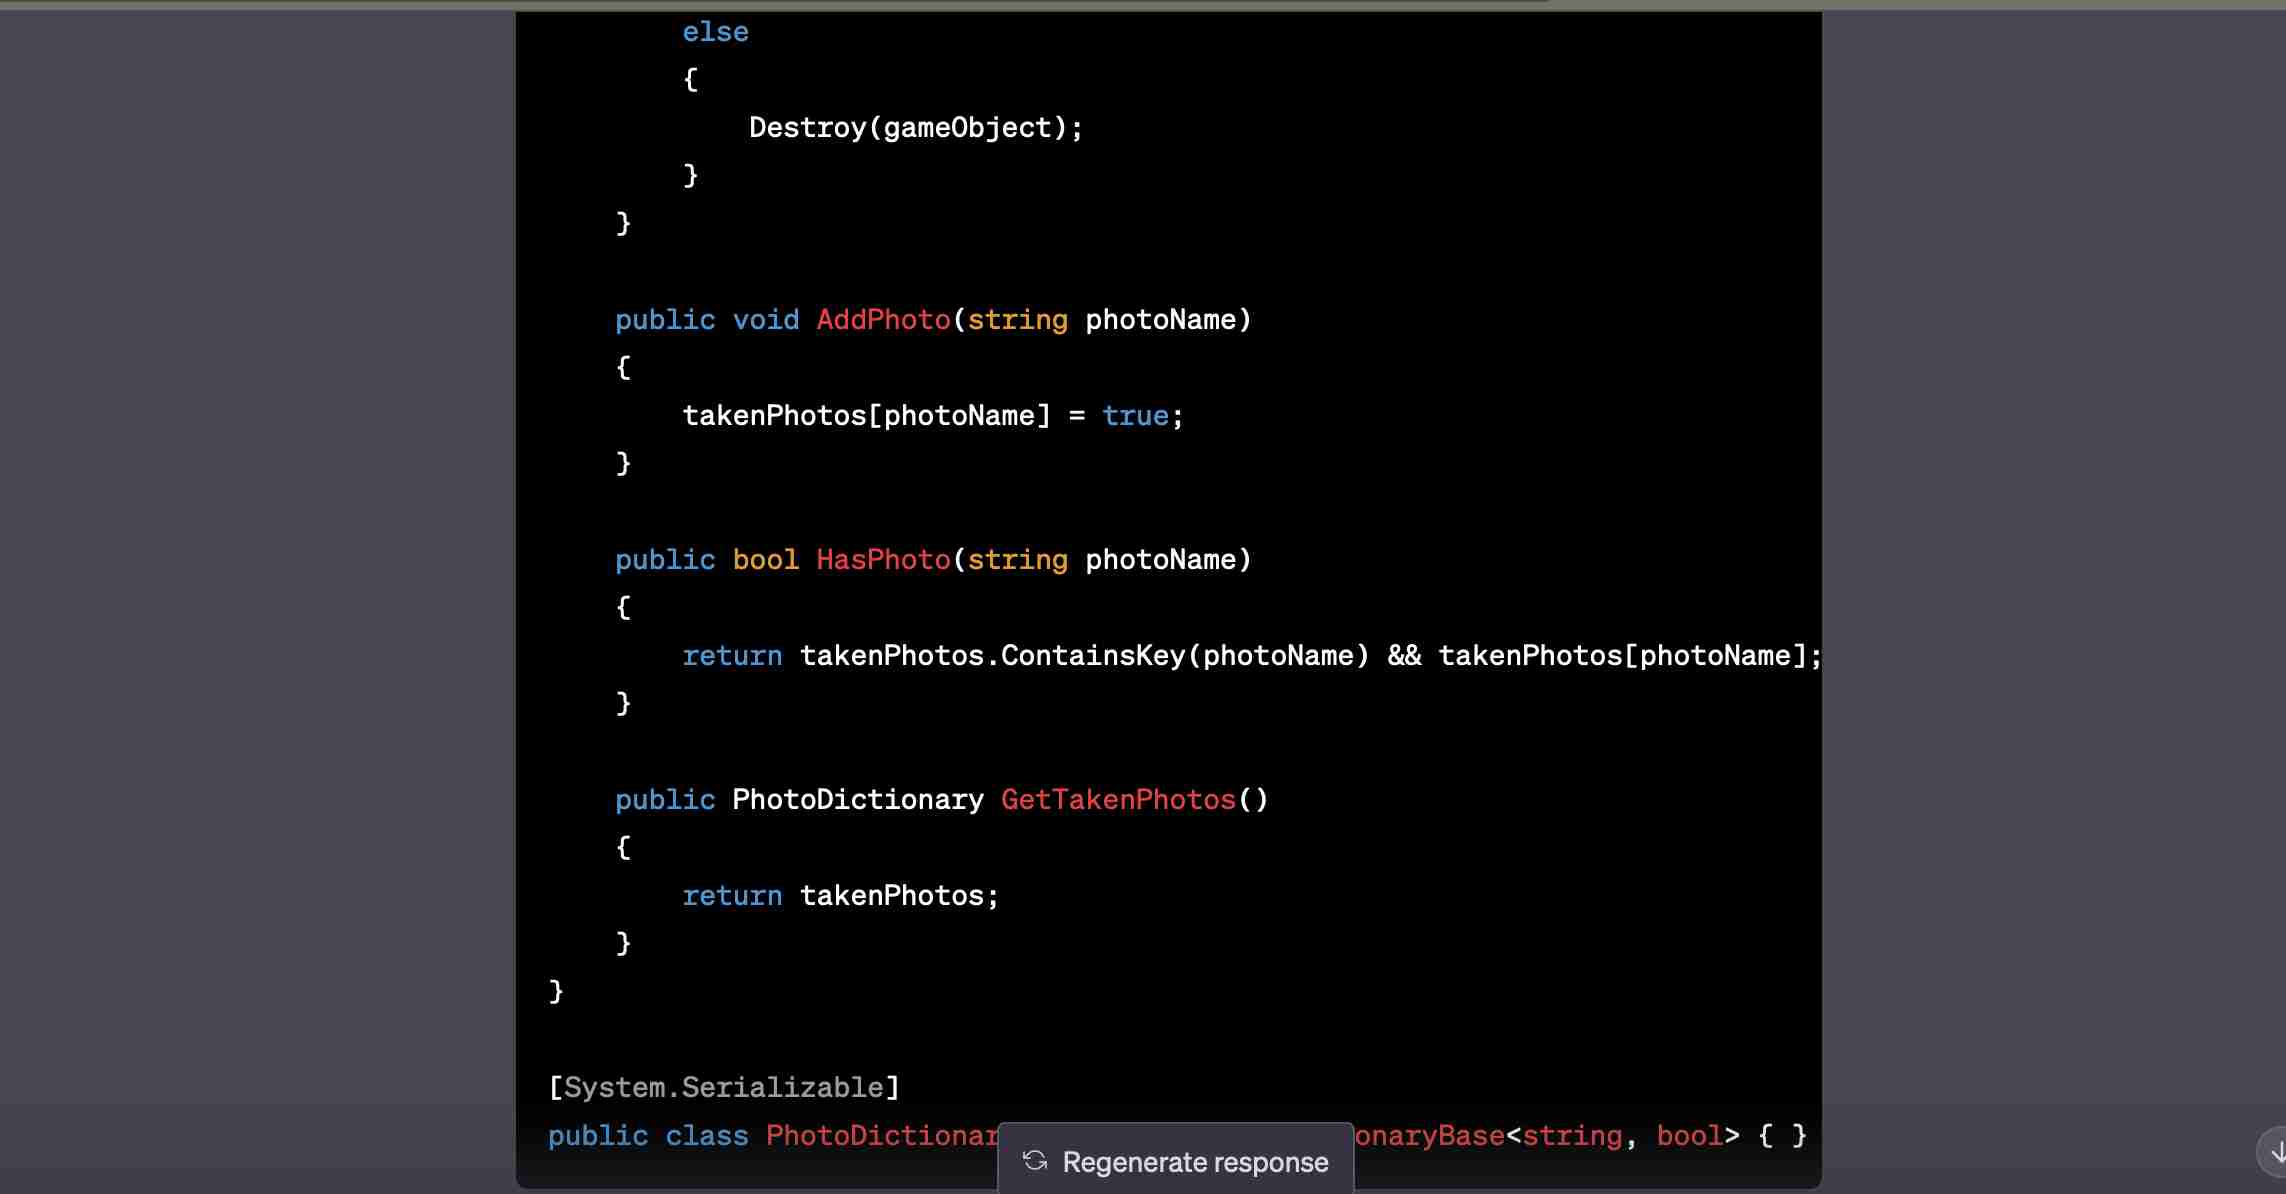 else
{
Destroy(gameObject);
}
}
public void AddPhoto(string photoName)
{
takenPhotos[photoName] = true;
}
public bool HasPhoto(string photoName)
{
return takenPhotos.ContainsKey(photoName) && takenPhotos[photoName];
}
public PhotoDictionary GetTakenPhotos()
{
return takenPhotos;
}
}
[System.Serializable]
public class PhotoDictionar onaryBase<string, bool> { }
Regenerate response